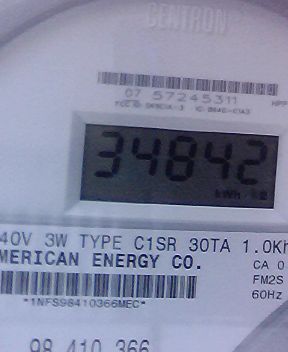 CENTRON
07 57245311
34842
kWh
40V 3W TYPE C1SR 30TA 1.0Kh
MERICAN ENERGY CO.
CA 0
FM2S
*1NFS98410366MEC*
60Hz
98 410 366